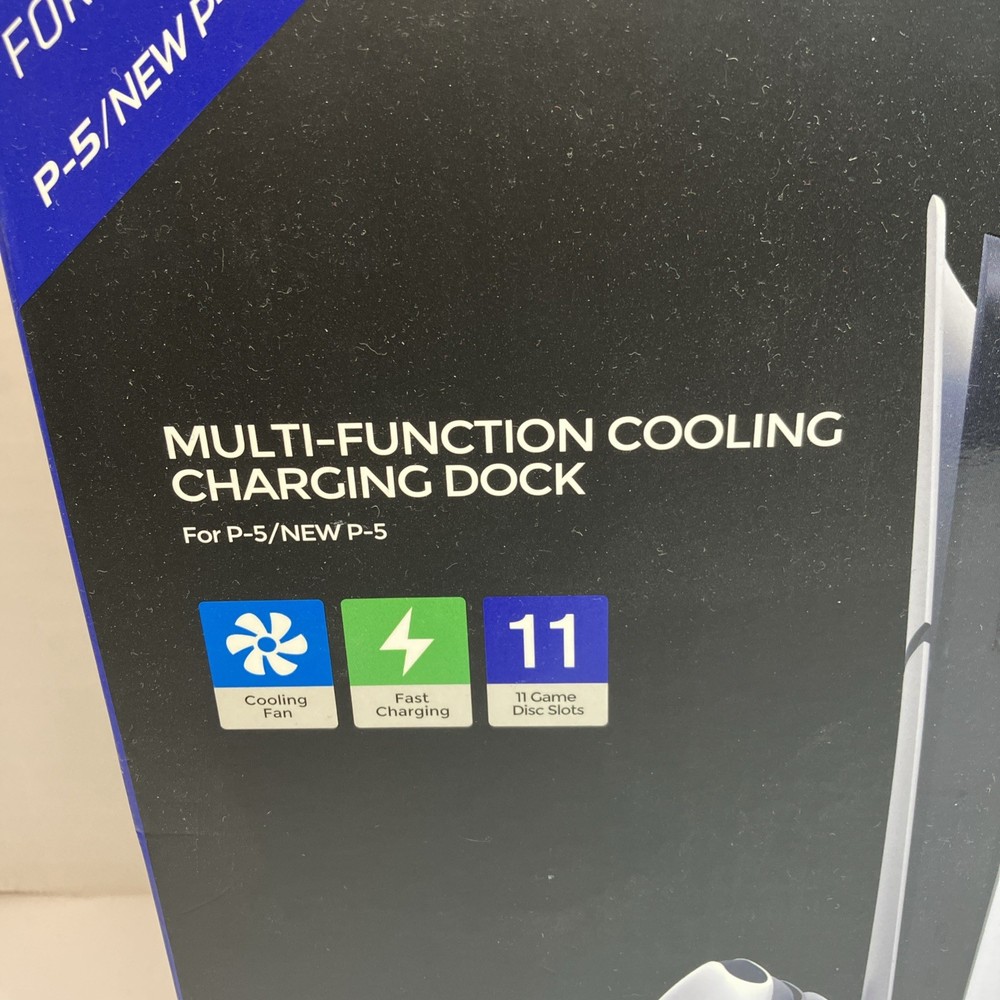 FOR
P-5/NEW P-
MULTI-FUNCTION COOLING
CHARGING DOCK
For P-5/NEW P-5
11
Cooling
Fan
Fast
Charging
11 Game
Disc Slots